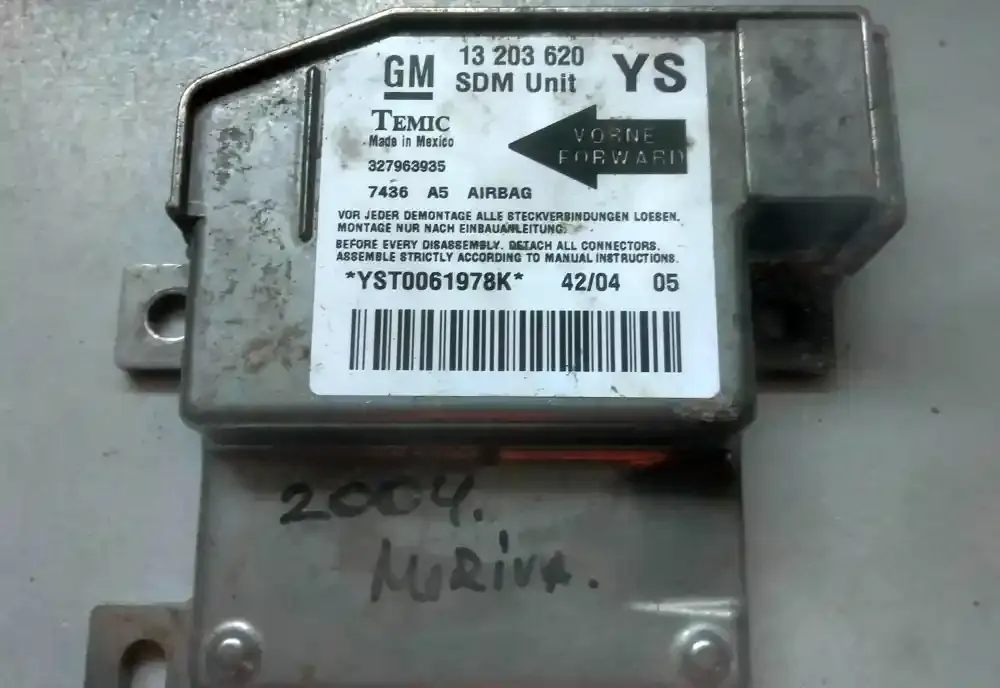 GM 13 203 620 YS
SDM Unit
TEMIC
Made in Mexico
VORNE
FORWARD
327963935
7436 A5 AIRBAG
VOR JEDER DEMONTAGE ALLE STECKVERBINDUNGEN LOESEN.
MONTAGE NUR NACH EINBAUANLEITUNG.
BEFORE EVERY DISASSEMBLY. DETACH ALL CONNECTORS.
ASSEMBLE STRICTLY ACCORDING TO MANUAL INSTRUCTIONS.
*YST0061978K* 42/04 05
2004.
MERIVA.